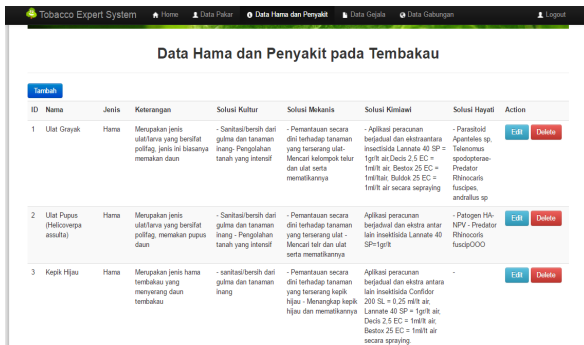 Tobacco Expert System Home Data Pakar Data Hama dan Penyakit Data Gejala Data Gabungan Logout
Data Hama dan Penyakit pada Tembakau
Tambah
ID Nama Jenis Keterangan Solusi Kultur Solusi Mekanis Solusi Kimiawi Solusi Hayati Action
1 Ulat Grayak Hama Merupakan jenis - Sanitasi/bersih dari - Pemantauan secara - Aplikasi peracunan - Parasitoid Edit Delete
ulat/larva yang bersifat gulma dan tanaman dini terhadap tanaman berjadual dan ekstraantara Apanteles sp,
polifag, jenis ini biasanya inang- Pengolahan yang terserang ulat- insectisida Lannate 40 SP = Telenomus
memakan daun tanah yang intensif Mencari kelompok telur 1gr/lt air,Decis 2,5 EC = spodopterae-
dan ulat serta 1ml/lt air, Bestox 25 EC = Predator
mematikannya 1ml/ltair, Buldok 25 EC = Rhinocaris
1ml/lt air secara sepraying fuscipes,
andrallus sp
2 Ulat Pupus Hama Merupakan jenis - Sanitasi/bersih dari - Pemantauan secara Aplikasi peracunan - Patogen HA- Edit Delete
(Helicoverpa ulat/larva yang bersifat gulma dan tanaman dini terhadap tanaman berjadwal dan ekstra antar NPV - Predator
assulta) polifag, memakan pupus inang - Pengolahan yang terserang ulat - lain insektisida Lannate 40 Rhinocoris
daun tanah yang intensif Mencari telr dan ulat SP=1gr/lt fuscipOOO
serta mematikannya
3 Kepik Hijau Hama Merupakan jenis hama - sanitasi/bersih dari - Pemantauan secara Aplikasi peracunan - Edit Delete
tembakau yang gulma dan tanaman dini terhadap tanaman berjadual dan ekstra antara
menyerang daun inang yang terserang kepik lain insektisida Confidor
tembakau hijau - Menangkap kepik 200 SL = 0,25 ml/lt air,
hijau dan mematikannya Lannate 40 SP = 1gr/lt air,
Decis 2,5 EC = 1ml/lt air,
Bestox 25 EC = 1ml/lt air
secara spraying.